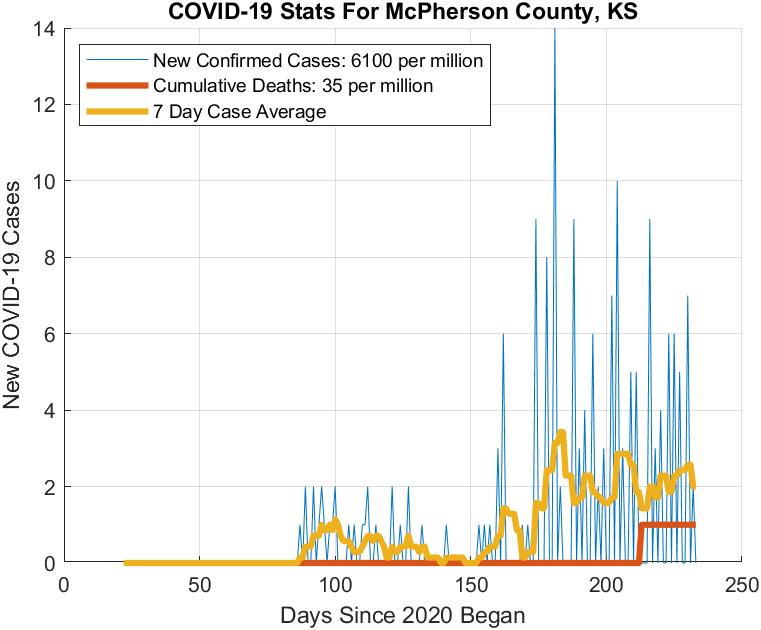 COVID-19 Stats For McPherson County, KS
New Confirmed Cases: 6100 per million
Cumulative Deaths: 35 per million
7 Day Case Average
New COVID-19 Cases
14
12
10
8
6
4
2
0
0 50 100 150 200 250
Days Since 2020 Began